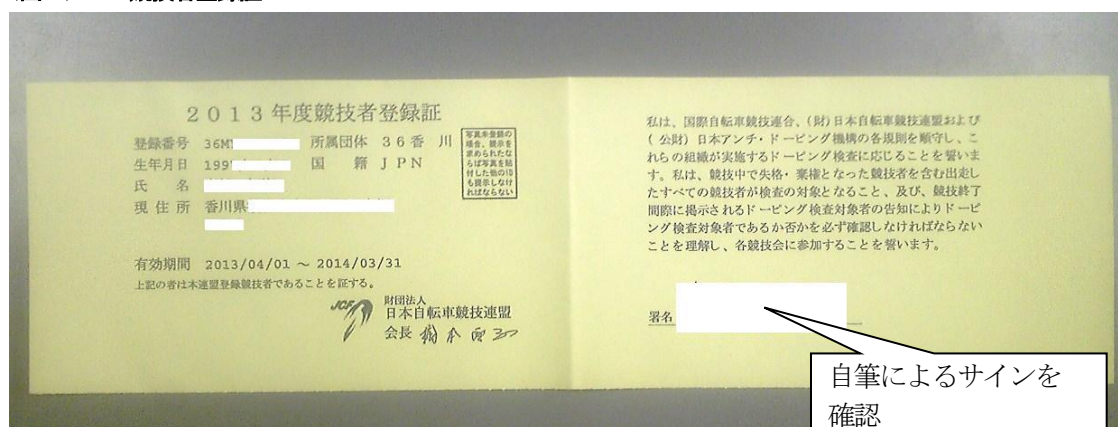 2013年度競技者登録証
登録番号 36M
所属団体 36香 川
生年月日 199
国 籍 JPN
氏 名
現住所 香川県
写真未登録の
場合、提示を
求められたな
らば写真を貼
付した他のID
も提示しなけ
ればならない
有効期間 2013/04/01 ~ 2014/03/31
上記の者は本連盟登録競技者であることを証する。
JCF
財団法人
日本自転車競技連盟
会長
私は、国際自転車競技連合、(財)日本自転車競技連盟および
(公財)日本アンチ・ドーピング機構の各規則を順守し、こ
れらの組織が実施するドーピング検査に応じることを誓いま
す。私は、競技中で失格・棄権となった競技者を含む出走し
たすべての競技者が検査の対象となること、及び、競技終了
間際に掲示されるドーピング検査対象者の告知によりドーピ
ング検査対象者であるか否かを必ず確認しなければならない
ことを理解し、各競技会に参加することを誓います。
署名
自筆によるサインを
確認